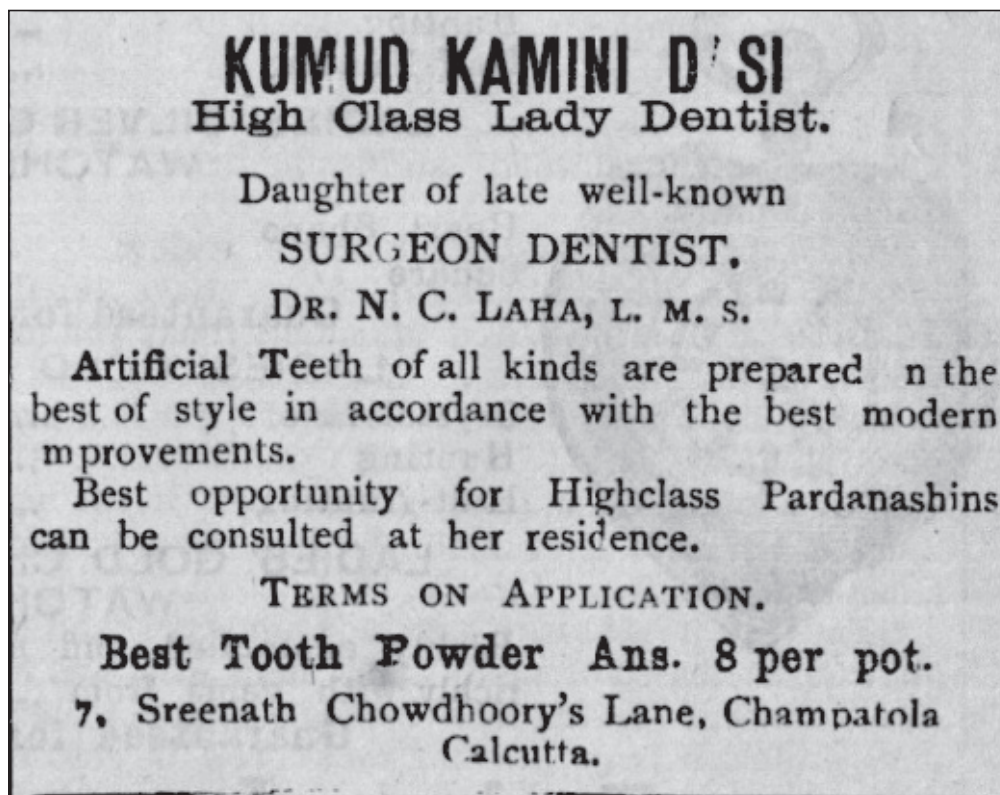 KUMUD KAMINI D SI
High Class Lady Dentist.
Daughter of late well-known
SURGEON DENTIST.
DR. N. C. LAHA, L. M. S.
Artificial Teeth of all kinds are prepared n the
best of style in accordance with the best modern
mprovements.
Best opportunity for Highclass Pardanashins
can be consulted at her residence.
TERMS ON APPLICATION.
Best Tooth Powder Ans. 8 per pot.
7, Sreenath Chowdhoory's Lane, Champatola
Calcutta.